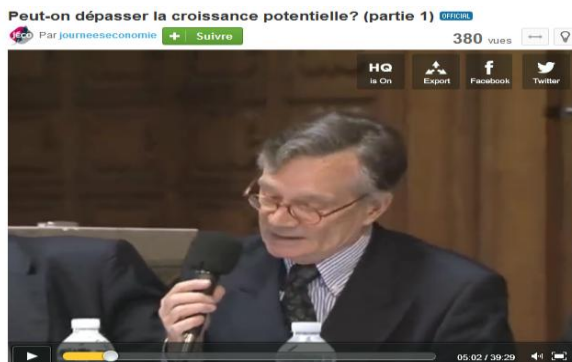 Peut-on dépasser la croissance potentielle? (partie 1) OFFICIAL
JÉCO Par journeeseconomie + Suivre 380 vues
HQ is On Export Facebook Twitter
05:02 / 39:29